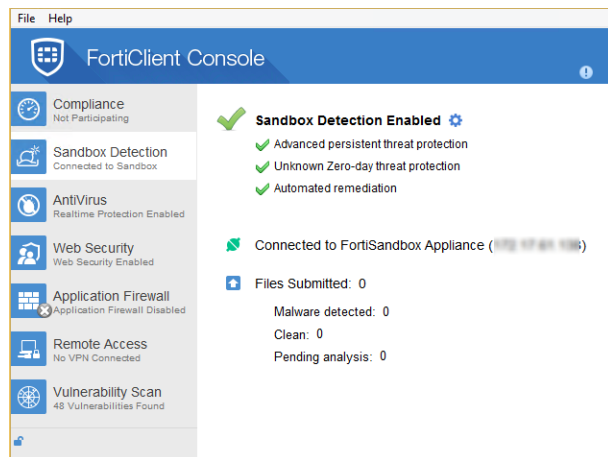 File Help
FortiClient Console
Compliance
Not Participating
Sandbox Detection
Connected to Sandbox
AntiVirus
Realtime Protection Enabled
Web Security
Web Security Enabled
Application Firewall
Application Firewall Disabled
Remote Access
No VPN Connected
Vulnerability Scan
48 Vulnerabilities Found
Sandbox Detection Enabled
Advanced persistent threat protection
Unknown Zero-day threat protection
Automated remediation
Connected to FortiSandbox Appliance ( )
Files Submitted: 0
Malware detected: 0
Clean: 0
Pending analysis: 0